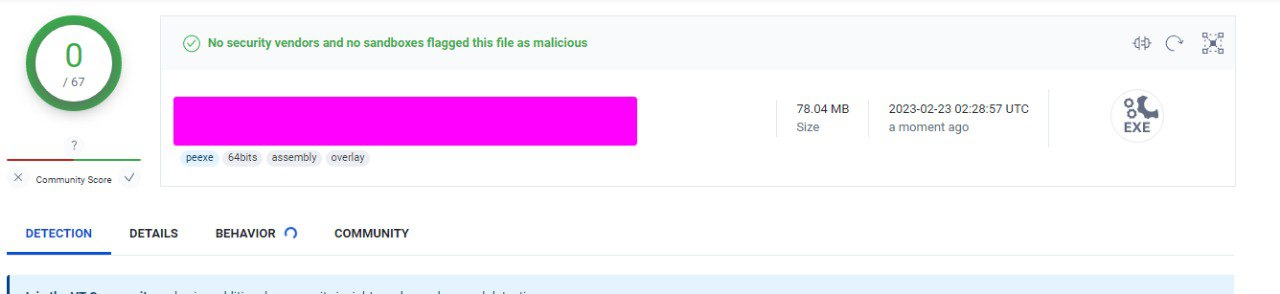 0
/ 67
?
Community Score
No security vendors and no sandboxes flagged this file as malicious
peexe 64bits assembly overlay
78.04 MB
Size
2023-02-23 02:28:57 UTC
a moment ago
EXE
DETECTION DETAILS BEHAVIOR COMMUNITY